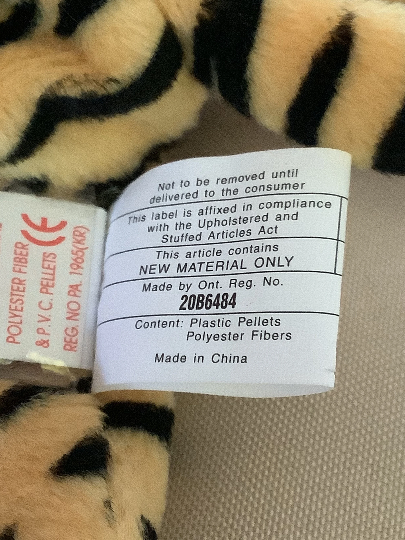 Not to be removed until
delivered to the consumer
This label is affixed in compliance
with the Upholstered and
Stuffed Articles Act
This article contains
NEW MATERIAL ONLY
Made by Ont. Reg. No.
20B6484
Content: Plastic Pellets
Polyester Fibers
Made in China
POLYESTER FIBER
& P.V.C. PELLETS CE
REG. NO PA. 1965(KR)